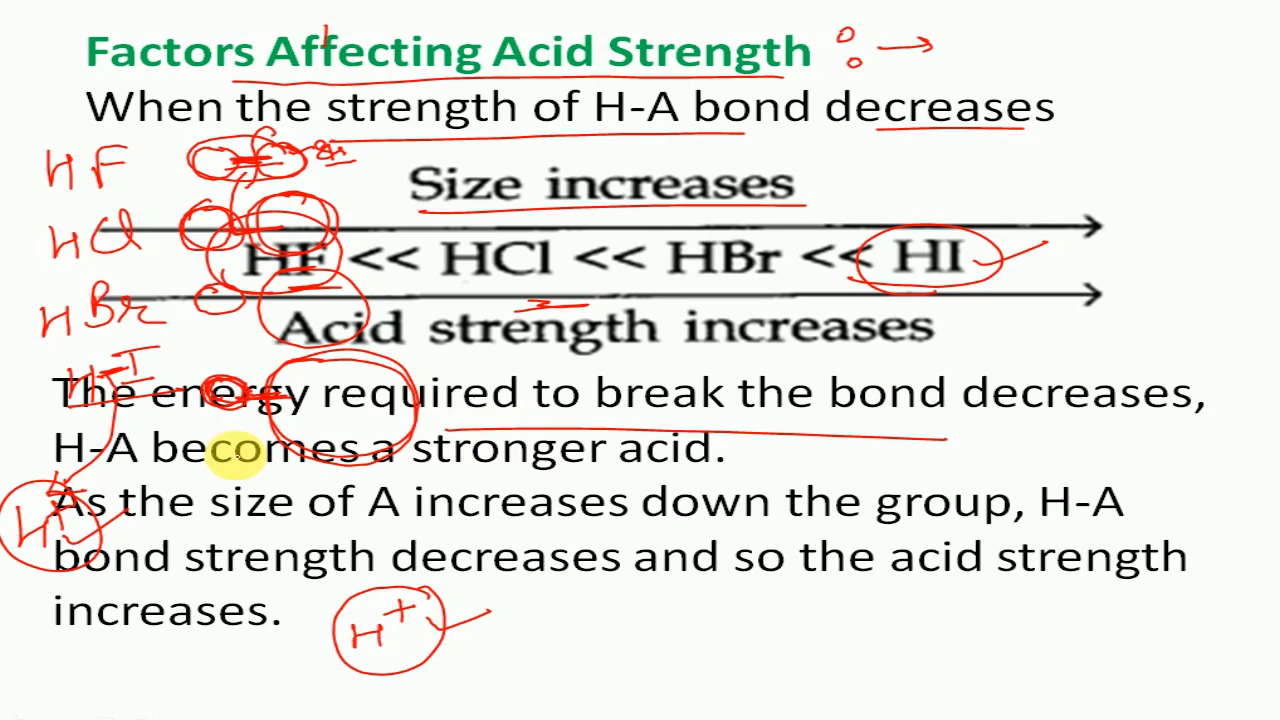 Factors Affecting Acid Strength
When the strength of H-A bond decreases
HF
Size increases
HCl
HF << HCl << HBr << HI
HBr
Acid strength increases
H-I
The energy required to break the bond decreases,
H-A becomes a stronger acid.
As the size of A increases down the group, H-A
H+
bond strength decreases and so the acid strength
increases.
H+